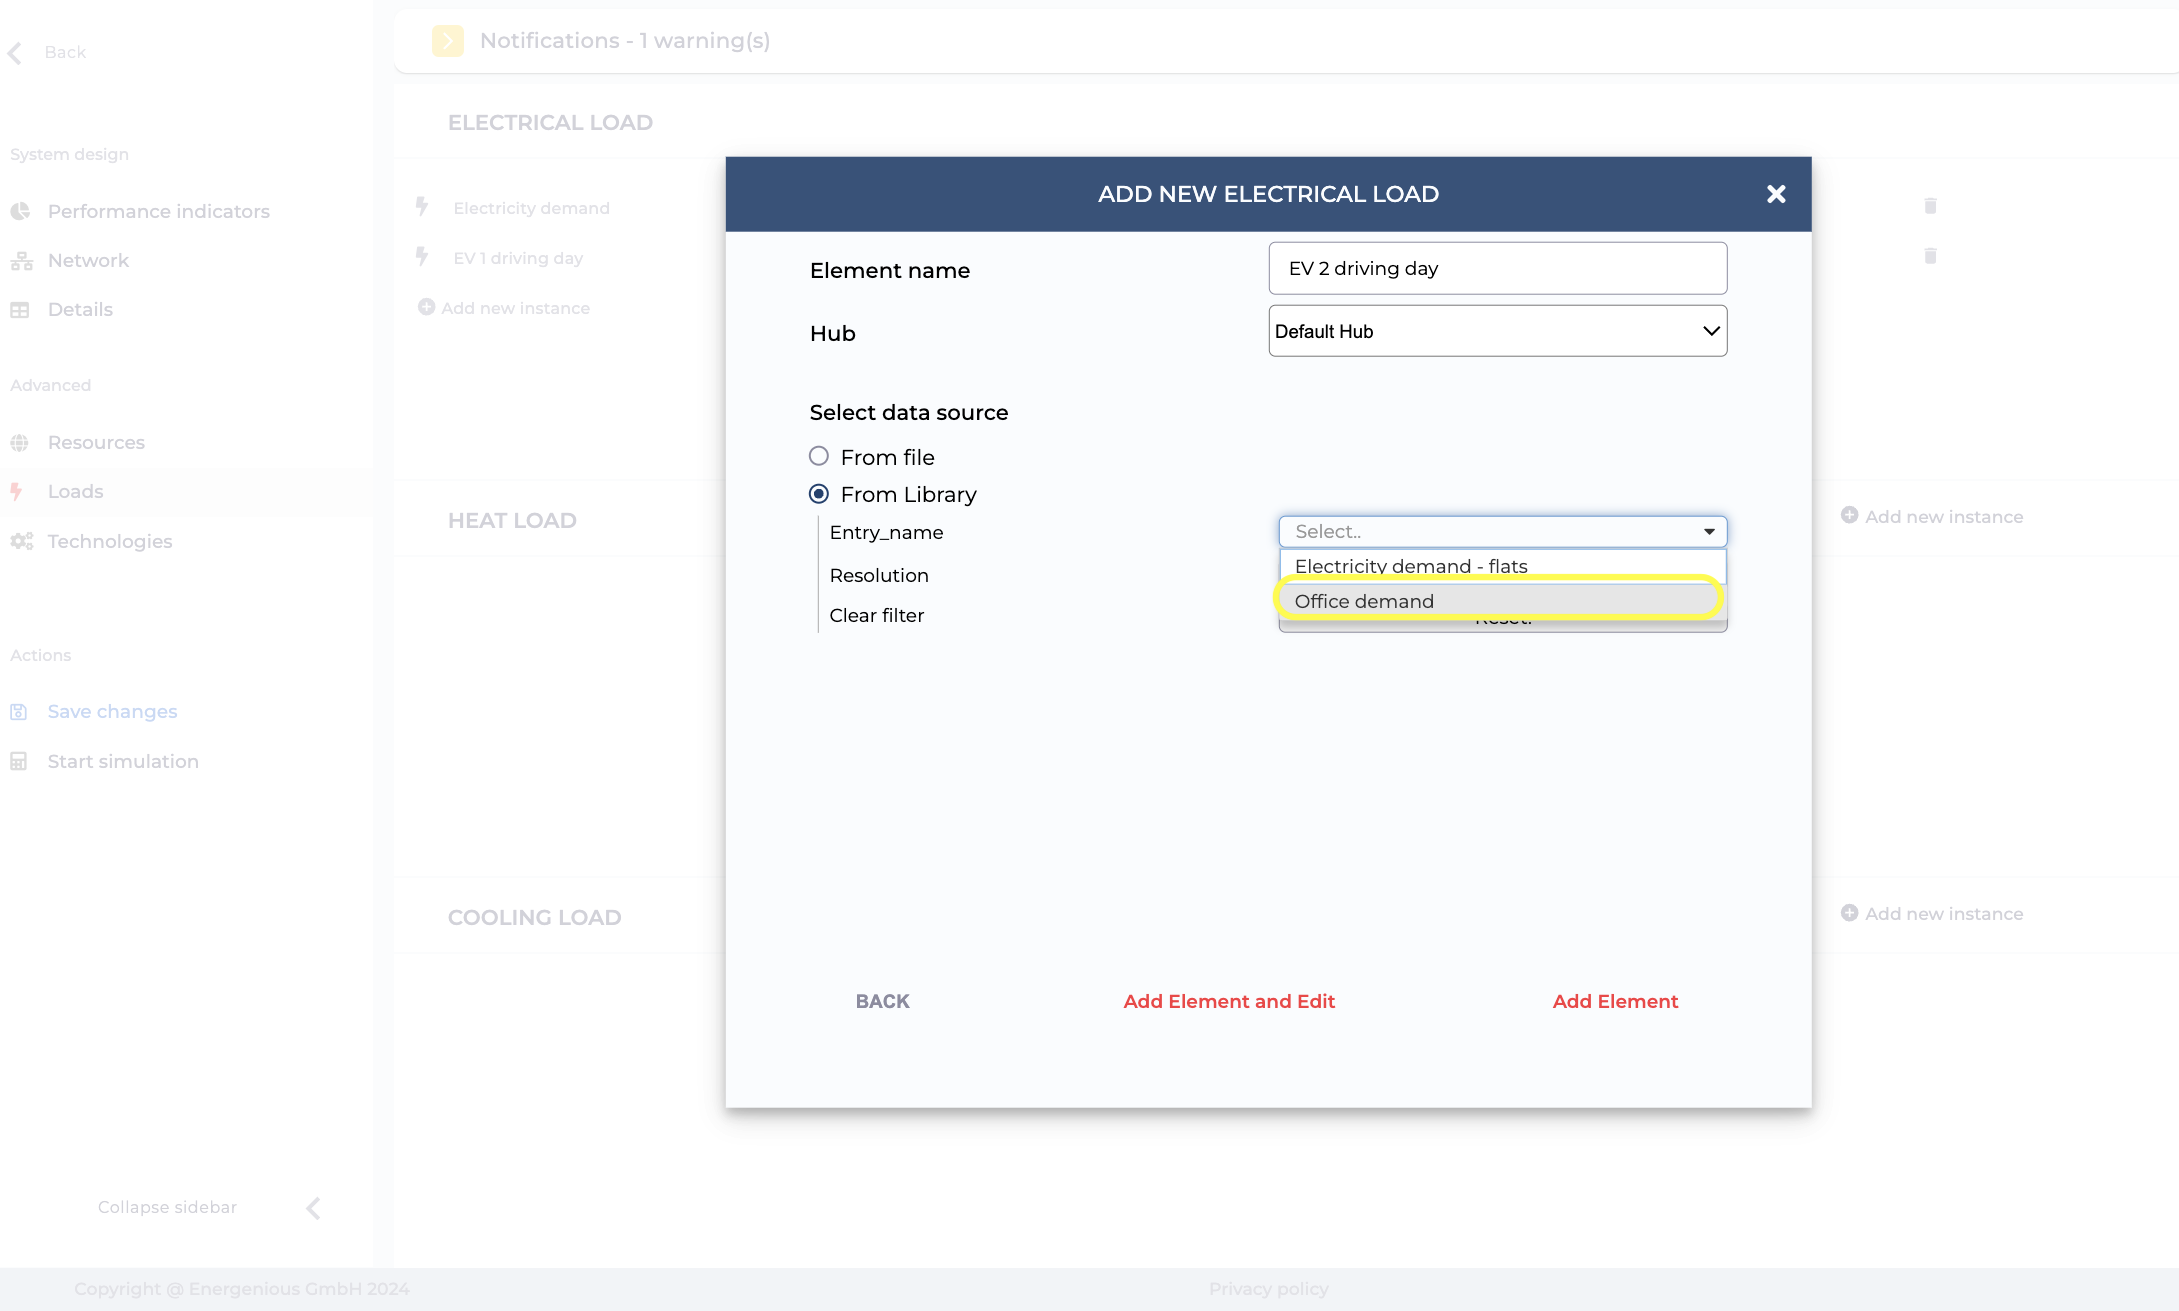 Back
Notifications - 1 warning(s)
System design
Performance indicators
Network
Details
Advanced
Resources
Loads
Technologies
Actions
Save changes
Start simulation
Collapse sidebar
ELECTRICAL LOAD
Electricity demand
EV 1 driving day
Add new instance
HEAT LOAD
Add new instance
COOLING LOAD
Add new instance
ADD NEW ELECTRICAL LOAD
Element name
EV 2 driving day
Hub
Default Hub
Select data source
From file
From Library
Entry_name
Select..
Electricity demand - flats
Office demand
Resolution
Clear filter
Reset!
BACK
Add Element and Edit
Add Element
Copyright @ Energenious GmbH 2024
Privacy policy